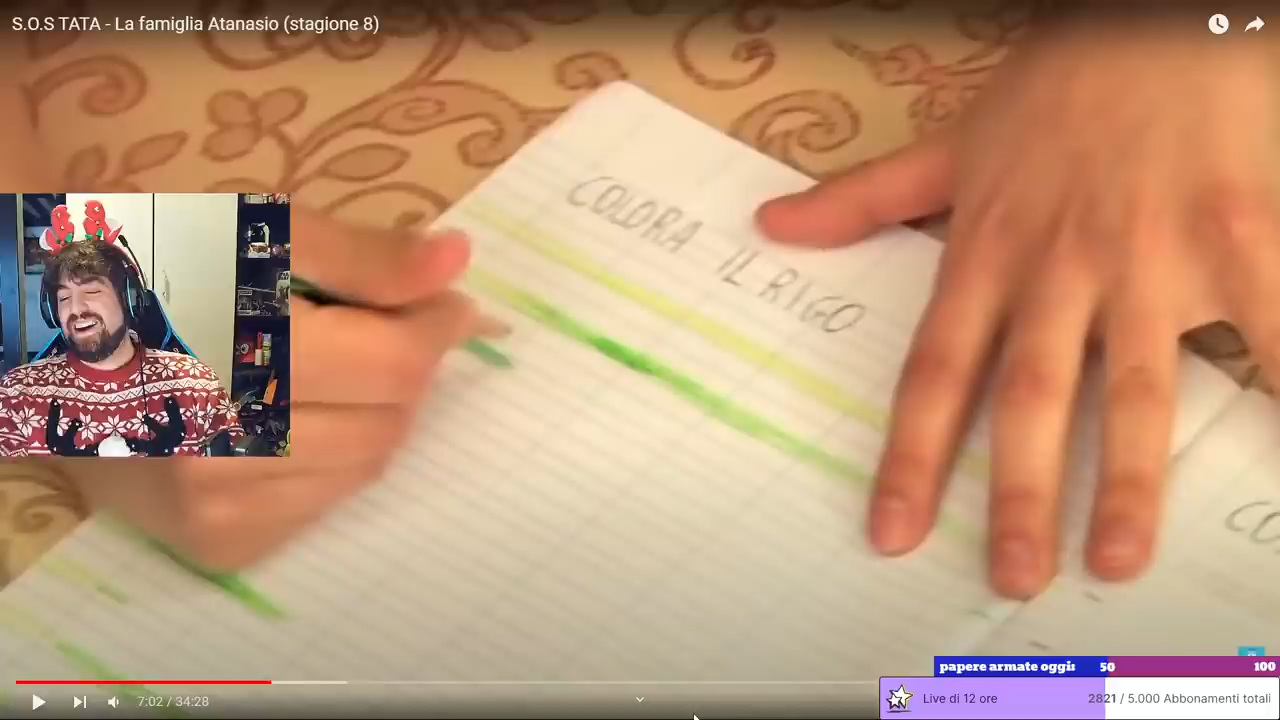 S.O.S TATA - La famiglia Atanasio (stagione 8)
COLORA IL RIGO
CO
papere armate oggi: 50 100
Live di 12 ore 2821 / 5.000 Abbonamenti totali
7:02 / 34:28